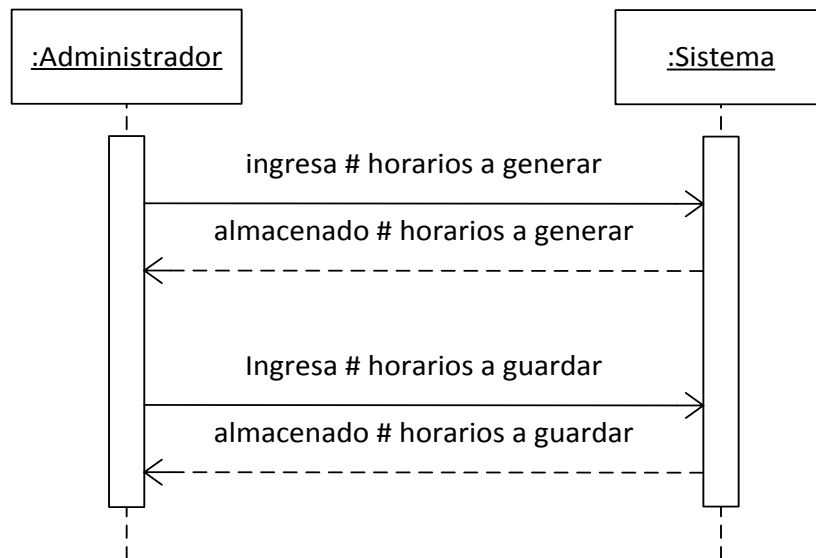 :Administrador
:Sistema
ingresa # horarios a generar
almacenado # horarios a generar
Ingresa # horarios a guardar
almacenado # horarios a guardar